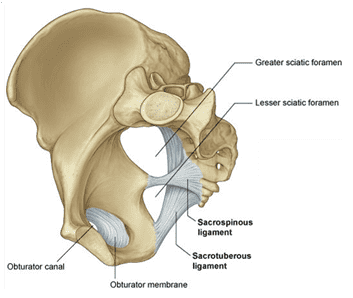 Greater sciatic foramen
Lesser sciatic foramen
Sacrospinous
ligament
Sacrotuberous
ligament
Obturator canal
Obturator membrane